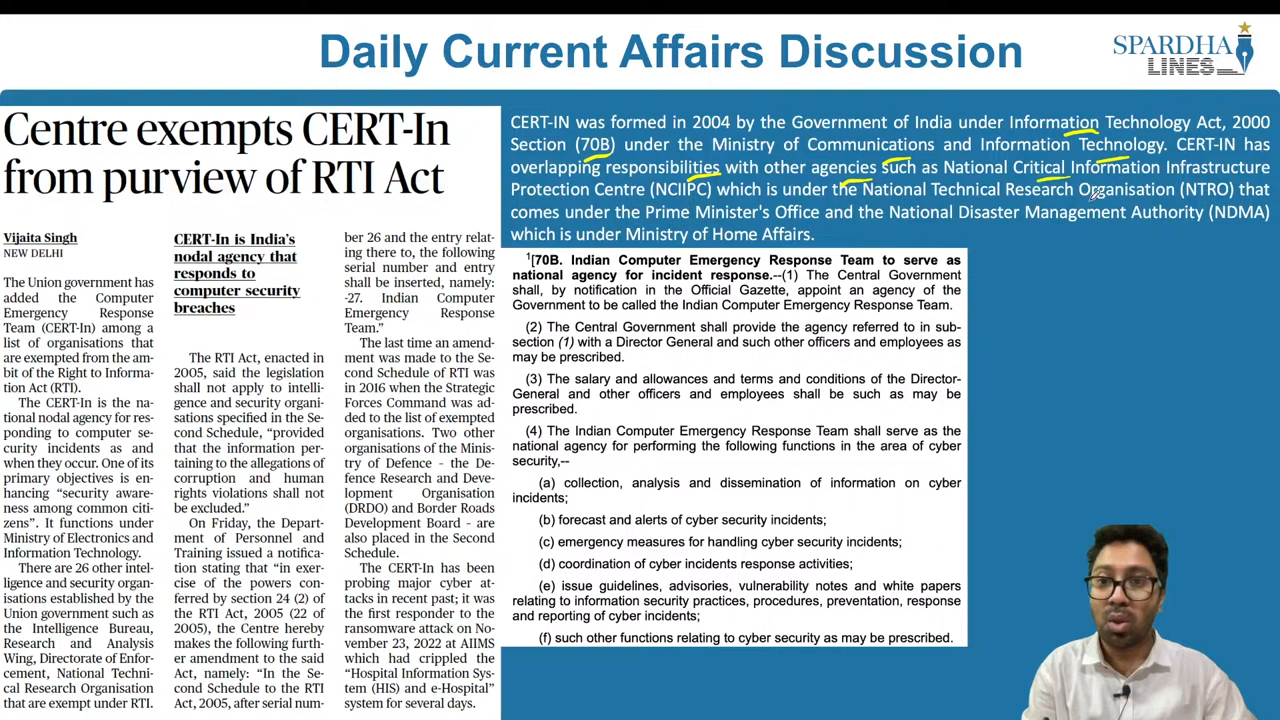 Daily Current Affairs Discussion
SPARDHA
LINES
Centre exempts CERT-In
from purview of RTI Act
Vijaita Singh
NEW DELHI
The Union government has
added the Computer
Emergency Response
Team (CERT-In) among a
list of organisations that
are exempted from the am-
bit of the Right to Informa-
tion Act (RTI).
The CERT-In is the na-
tional nodal agency for res-
ponding to computer se-
curity incidents as and
when they occur. One of its
primary objectives is en-
hancing “security aware-
ness among common citi-
zens”. It functions under
Ministry of Electronics and
Information Technology.
There are 26 other intel-
ligence and security organ-
isations established by the
Union government such as
the Intelligence Bureau,
Research and Analysis
Wing, Directorate of Enfor-
cement, National Techni-
cal Research Organisation
that are exempt under RTI.
CERT-In is India’s
nodal agency that
responds to
computer security
breaches
The RTI Act, enacted in
2005, said the legislation
shall not apply to intelli-
gence and security organi-
sations specified in the Se-
cond Schedule, “provided
that the information per-
taining to the allegations of
corruption and human
rights violations shall not
be excluded.”
On Friday, the Depart-
ment of Personnel and
Training issued a notifica-
tion stating that “in exer-
cise of the powers con-
ferred by section 24 (2) of
the RTI Act, 2005 (22 of
2005), the Centre hereby
makes the following furth-
er amendment to the said
Act, namely: “In the Se-
cond Schedule to the RTI
Act, 2005, after serial num-
ber 26 and the entry relat-
ing there to, the following
serial number and entry
shall be inserted, namely:
-27. Indian Computer
Emergency Response
Team.”
The last time an amend-
ment was made to the Se-
cond Schedule of RTI was
in 2016 when the Strategic
Forces Command was ad-
ded to the list of exempted
organisations. Two other
organisations of the Minis-
try of Defence – the De-
fence Research and Deve-
lopment Organisation
(DRDO) and Border Roads
Development Board – are
also placed in the Second
Schedule.
The CERT-In has been
probing major cyber at-
tacks in recent past; it was
the first responder to the
ransomware attack on No-
vember 23, 2022 at AIIMS
which had crippled the
“Hospital Information Sys-
tem (HIS) and e-Hospital”
system for several days.
CERT-IN was formed in 2004 by the Government of India under Information Technology Act, 2000
Section (70B) under the Ministry of Communications and Information Technology. CERT-IN has
overlapping responsibilities with other agencies such as National Critical Information Infrastructure
Protection Centre (NCIIPC) which is under the National Technical Research Organisation (NTRO) that
comes under the Prime Minister's Office and the National Disaster Management Authority (NDMA)
which is under Ministry of Home Affairs.
1[70B. Indian Computer Emergency Response Team to serve as
national agency for incident response.--(1) The Central Government
shall, by notification in the Official Gazette, appoint an agency of the
Government to be called the Indian Computer Emergency Response Team.
(2) The Central Government shall provide the agency referred to in sub-
section (1) with a Director General and such other officers and employees as
may be prescribed.
(3) The salary and allowances and terms and conditions of the Director-
General and other officers and employees shall be such as may be
prescribed.
(4) The Indian Computer Emergency Response Team shall serve as the
national agency for performing the following functions in the area of cyber
security,--
(a) collection, analysis and dissemination of information on cyber
incidents;
(b) forecast and alerts of cyber security incidents;
(c) emergency measures for handling cyber security incidents;
(d) coordination of cyber incidents response activities;
(e) issue guidelines, advisories, vulnerability notes and white papers
relating to information security practices, procedures, preventation, response
and reporting of cyber incidents;
(f) such other functions relating to cyber security as may be prescribed.